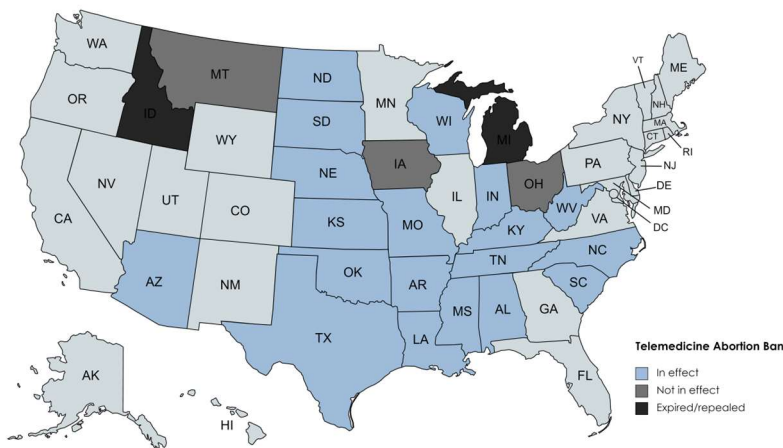 WA
MT
ND
MN
VT
ME
OR
ID
SD
WI
MI
NY
NH
MA
CT
RI
WY
IA
PA
NJ
NV
NE
IL
IN
OH
DE
UT
CO
MD
CA
KS
MO
WV
VA
DC
KY
NC
TN
AZ
NM
OK
AR
SC
MS
AL
GA
TX
LA
FL
AK
HI
Telemedicine Abortion Ban
In effect
Not in effect
Expired/repealed